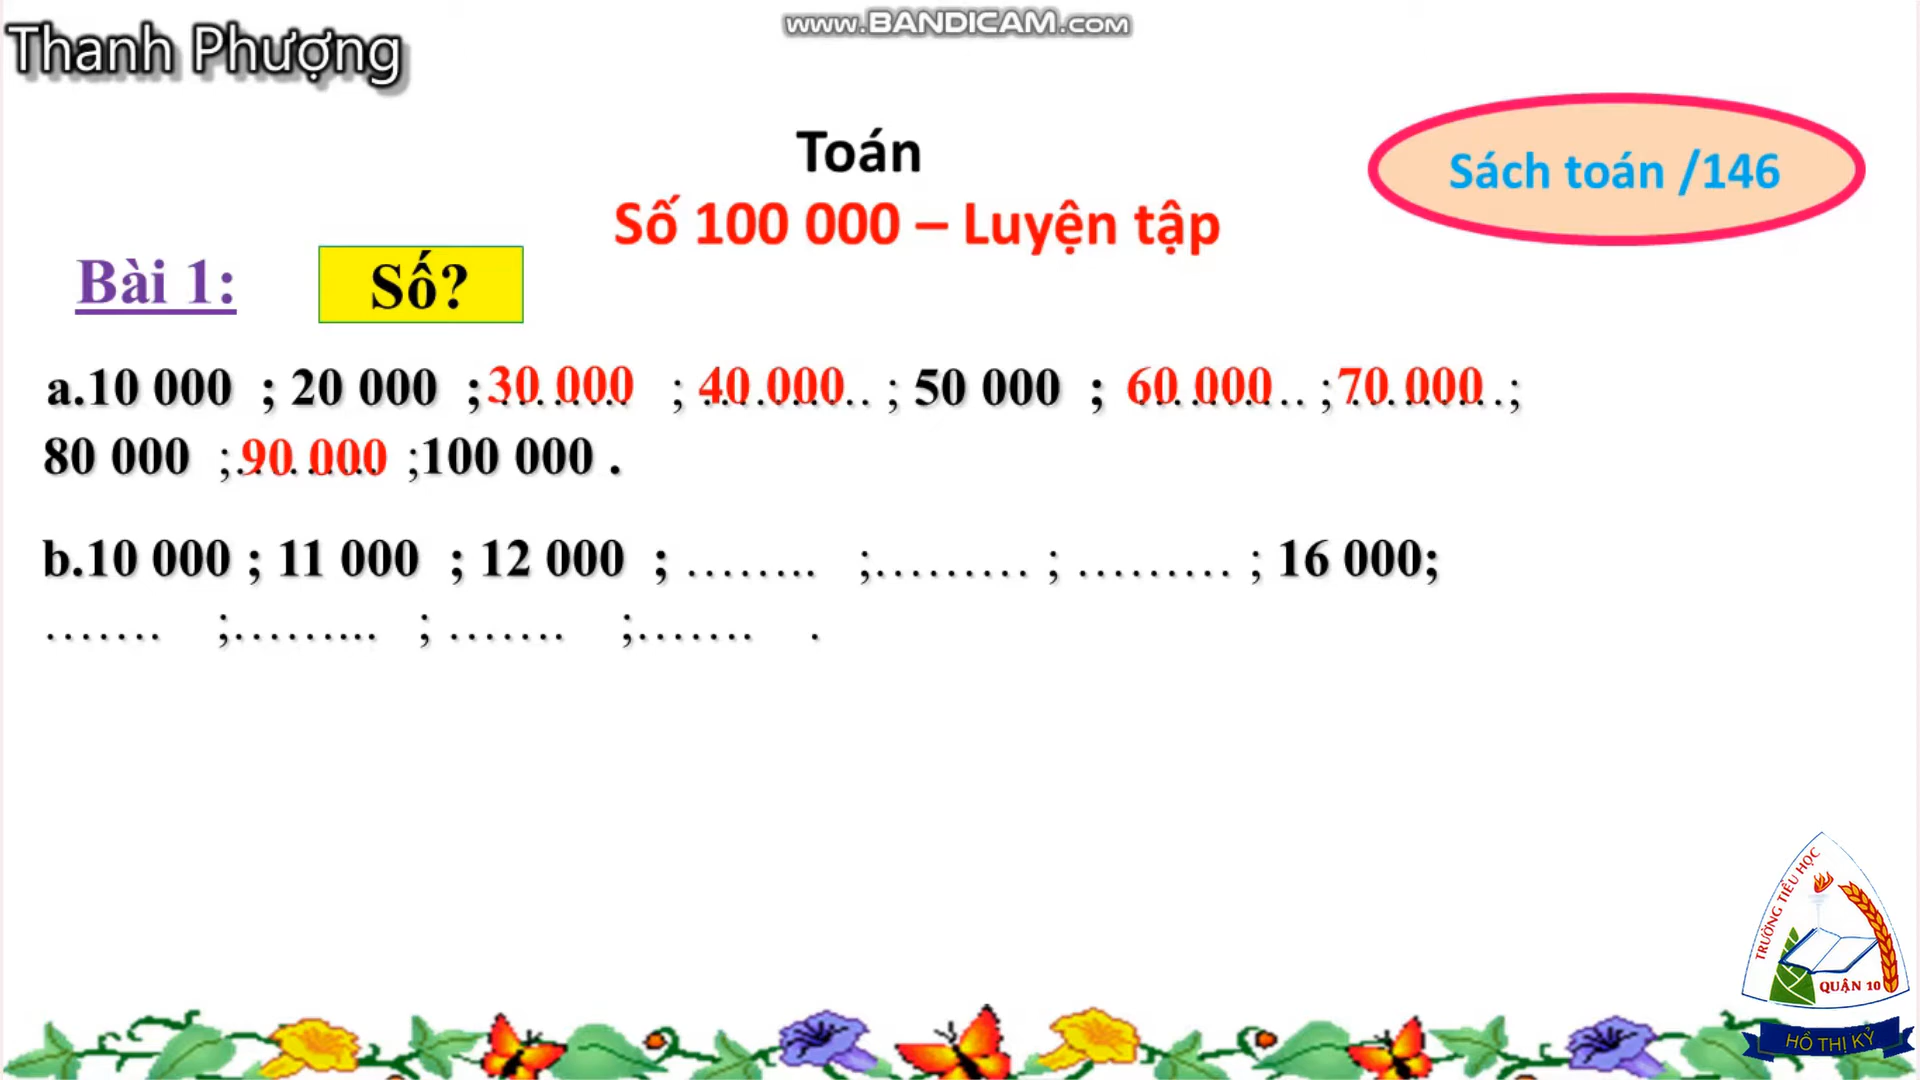 www.BANDICAM.com
Thanh Phượng
Toán
Sách toán /146
Số 100 000 – Luyện tập
Bài 1:
Số?
a.10 000 ; 20 000 ;30 000 ; 40 000 ; 50 000 ; 60 000 ;70 000 ;
80 000 ;90 000 ;100 000 .
b.10 000 ; 11 000 ; 12 000 ; …….. ;……… ; ……… ; 16 000;
……. ;……... ; ……. ;……. .
TRƯỜNG TIỂU HỌC
QUẬN 10
HỒ THỊ KỶ